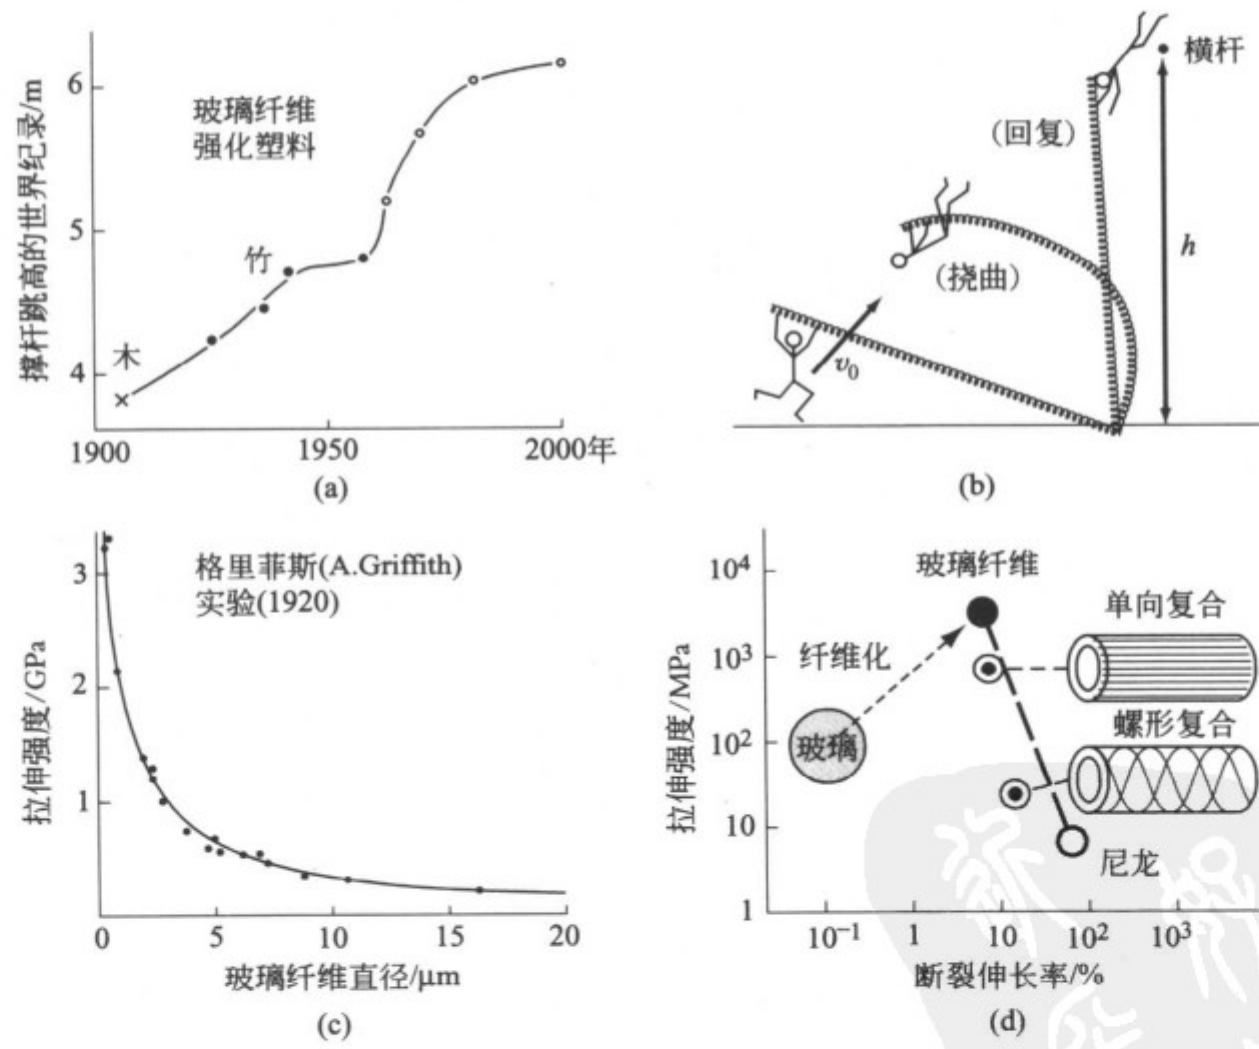 撑杆跳高的世界纪录/m
6
5
4
玻璃纤维
强化塑料
竹
木
1900
1950
2000年
(a)
横杆
(回复)
(挠曲)
h
v₀
(b)
拉伸强度/GPa
3
2
1
格里菲斯(A.Griffith)
实验(1920)
0
5
10
15
20
玻璃纤维直径/μm
(c)
拉伸强度/MPa
10⁴
10³
10²
10
1
玻璃纤维
纤维化
玻璃
单向复合
螺形复合
尼龙
10⁻¹
1
10
10²
10³
断裂伸长率/%
(d)